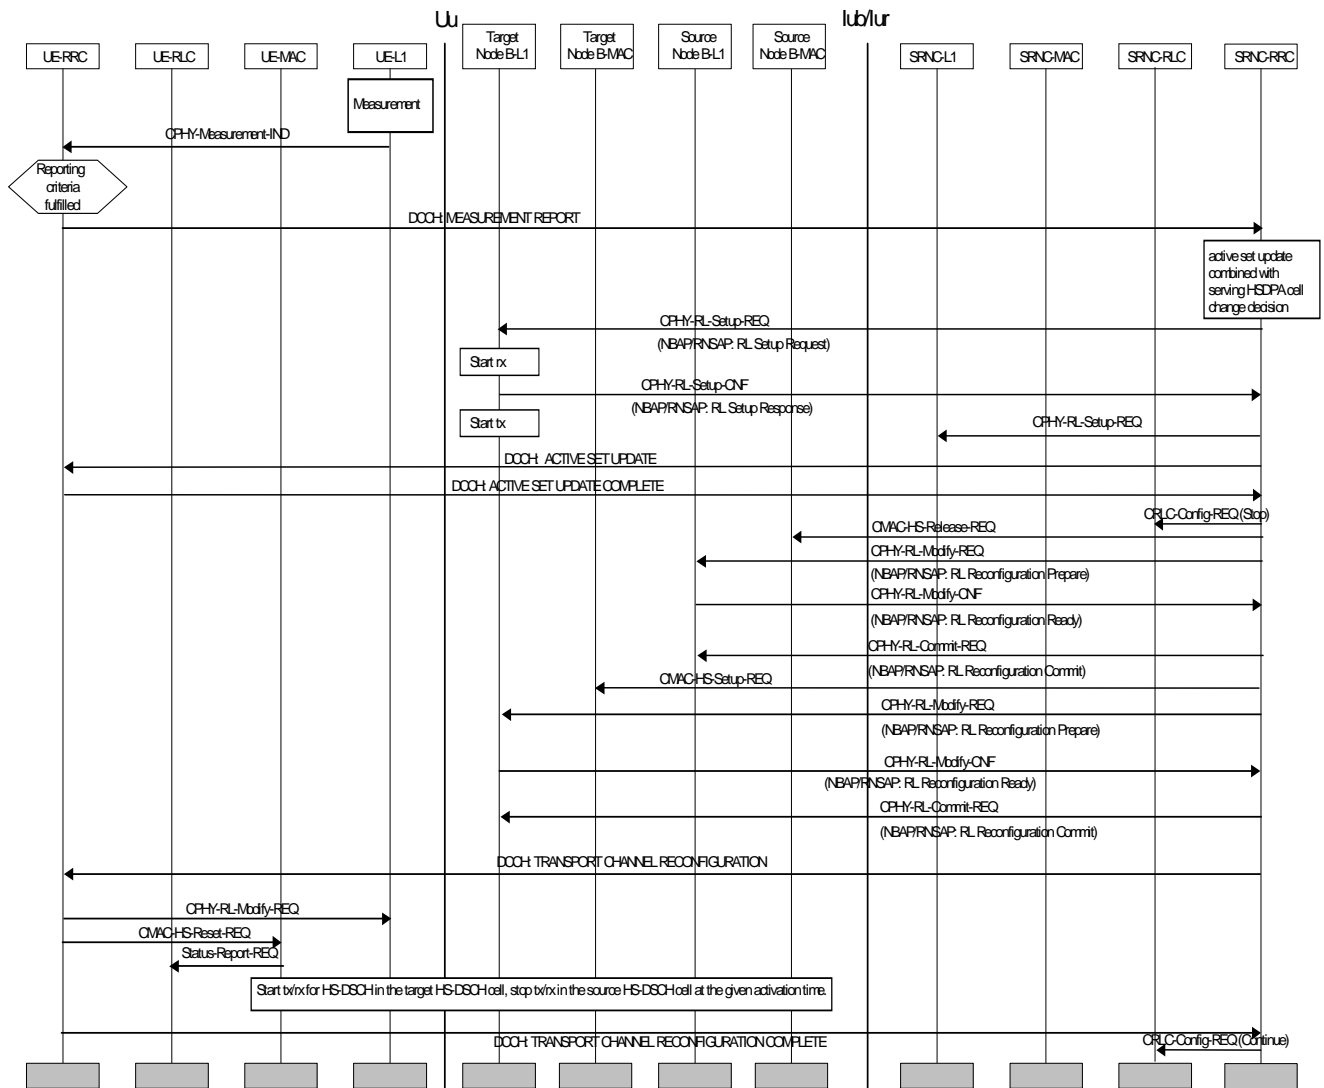 Uu
Iub/Iur
UE-RRC
UE-RLC
UE-MAC
UE-L1
Target
Node B-L1
Target
Node B-MAC
Source
Node B-L1
Source
Node B-MAC
SRNC-L1
SRNC-MAC
SRNC-RLC
SRNC-RRC
Measurement
CPHY-Measurement-IND
Reporting
criteria
fulfilled
DCCH: MEASUREMENT REPORT
active set update
combined with
serving HSDPA cell
change decision
CPHY-RL-Setup-REQ
(NBAP/RNSAP: RL Setup Request)
Start rx
CPHY-RL-Setup-CNF
(NBAP/RNSAP: RL Setup Response)
Start tx
CPHY-RL-Setup-REQ
DCCH: ACTIVE SET UPDATE
DCCH: ACTIVE SET UPDATE COMPLETE
CRLC-Config-REQ (Stop)
CMAC-HS-Release-REQ
CPHY-RL-Modify-REQ
(NBAP/RNSAP: RL Reconfiguration Prepare)
CPHY-RL-Modify-CNF
(NBAP/RNSAP: RL Reconfiguration Ready)
CPHY-RL-Commit-REQ
(NBAP/RNSAP: RL Reconfiguration Commit)
CMAC-HS-Setup-REQ
CPHY-RL-Modify-REQ
(NBAP/RNSAP: RL Reconfiguration Prepare)
CPHY-RL-Modify-CNF
(NBAP/RNSAP: RL Reconfiguration Ready)
CPHY-RL-Commit-REQ
(NBAP/RNSAP: RL Reconfiguration Commit)
DCCH: TRANSPORT CHANNEL RECONFIGURATION
CPHY-RL-Modify-REQ
CMAC-HS-Reset-REQ
Status-Report-REQ
Start tx/rx for HS-DSCH in the target HS-DSCH cell, stop tx/rx in the source HS-DSCH cell at the given activation time.
DCCH: TRANSPORT CHANNEL RECONFIGURATION COMPLETE
CRLC-Config-REQ (Continue)